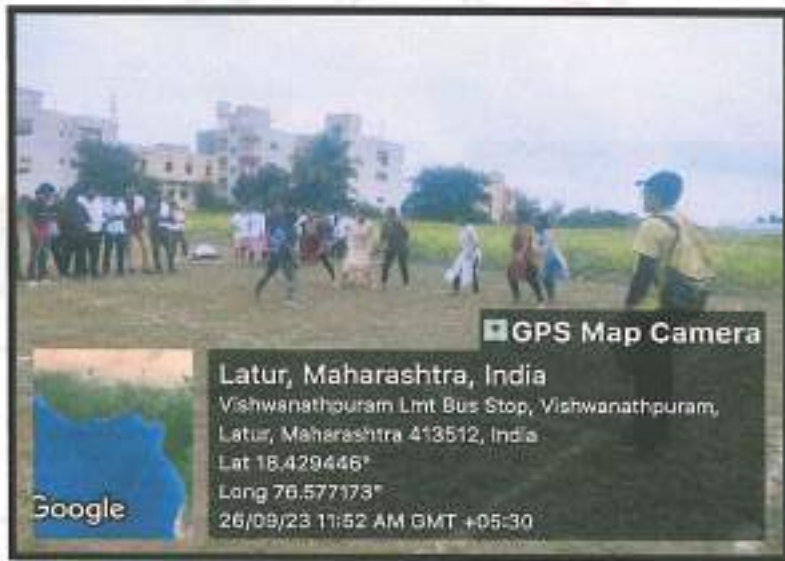 GPS Map Camera
Latur, Maharashtra, India
Vishwanathpuram Lmt Bus Stop, Vishwanathpuram,
Latur, Maharashtra 413512, India
Lat 18.429446°
Long 76.577173°
26/09/23 11:52 AM GMT +05:30
Google